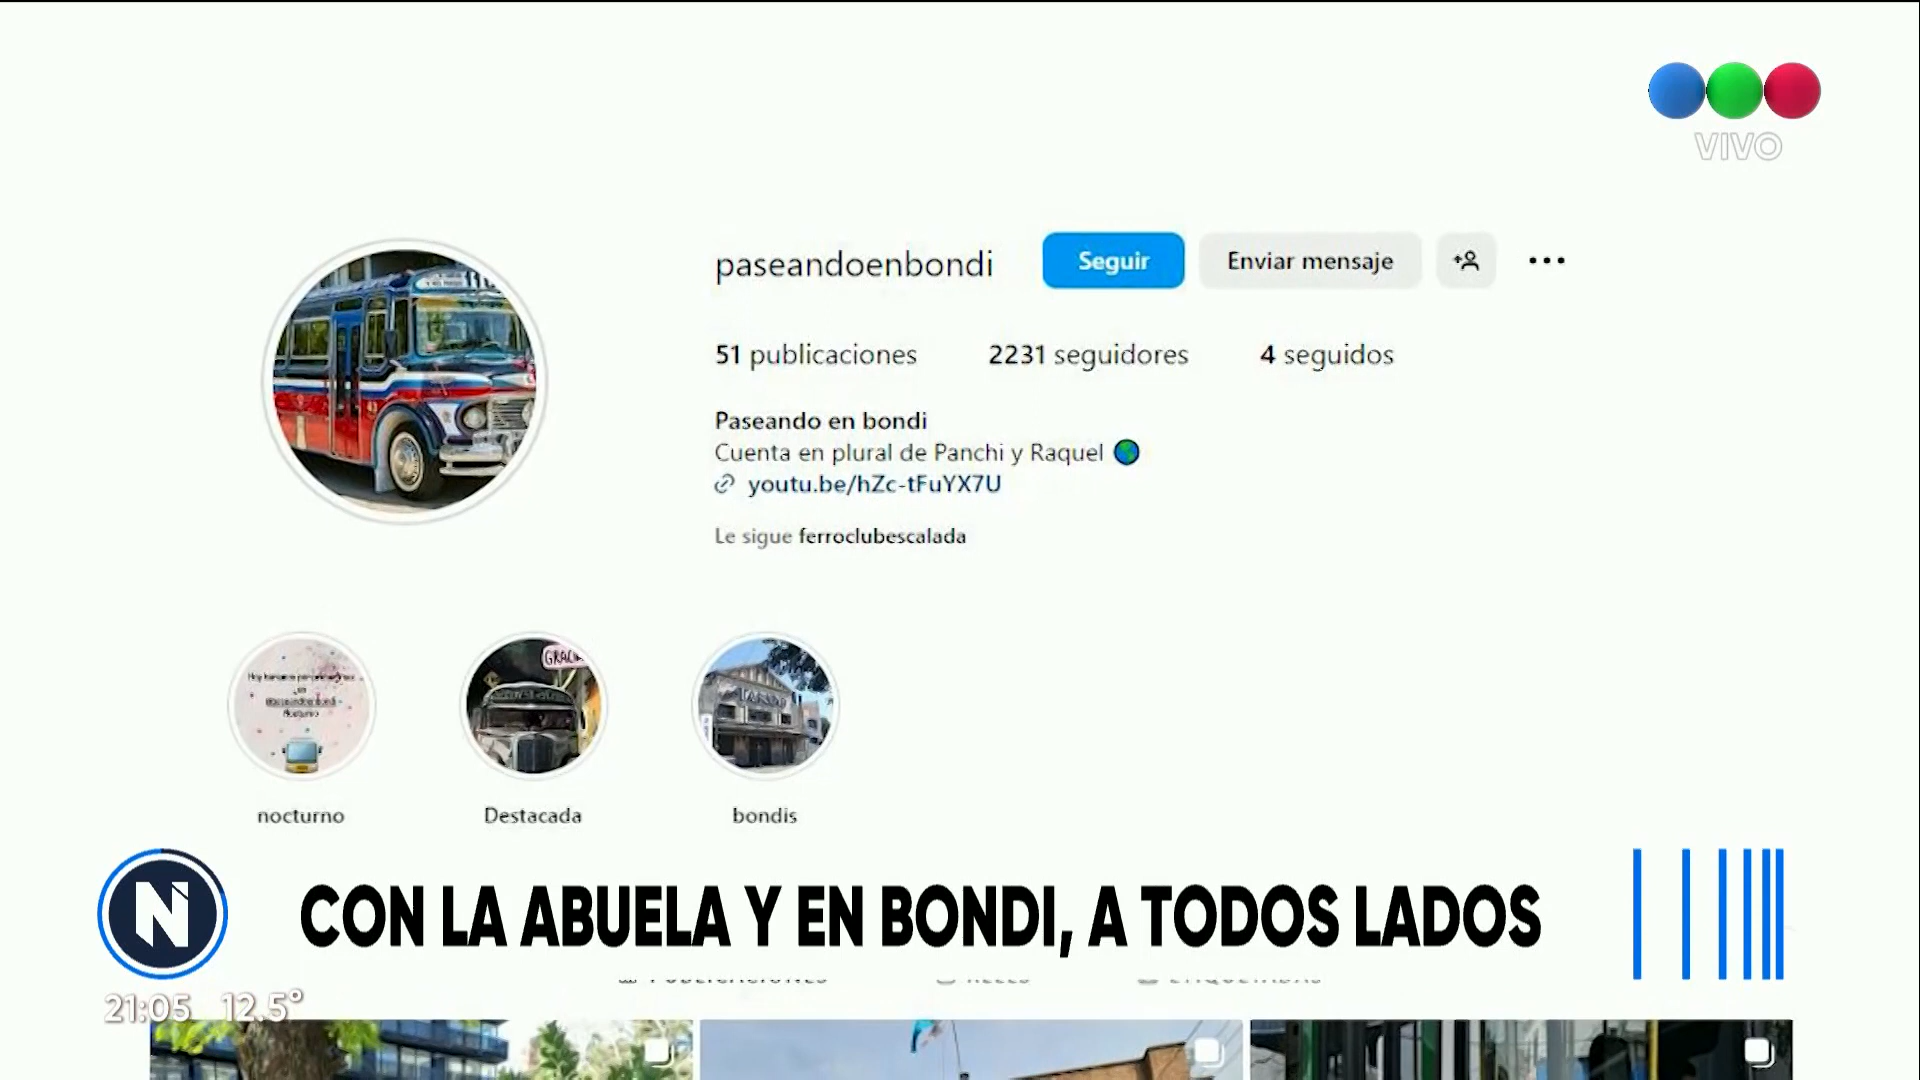 VIVO
paseandoenbondi
Seguir
Enviar mensaje
51 publicaciones
2231 seguidores
4 seguidos
Paseando en bondi
Cuenta en plural de Panchi y Raquel
youtu.be/hZc-tFuYX7U
Le sigue ferroclubescalada
nocturno
Destacada
bondis
N
CON LA ABUELA Y EN BONDI, A TODOS LADOS
21:05 12.5°